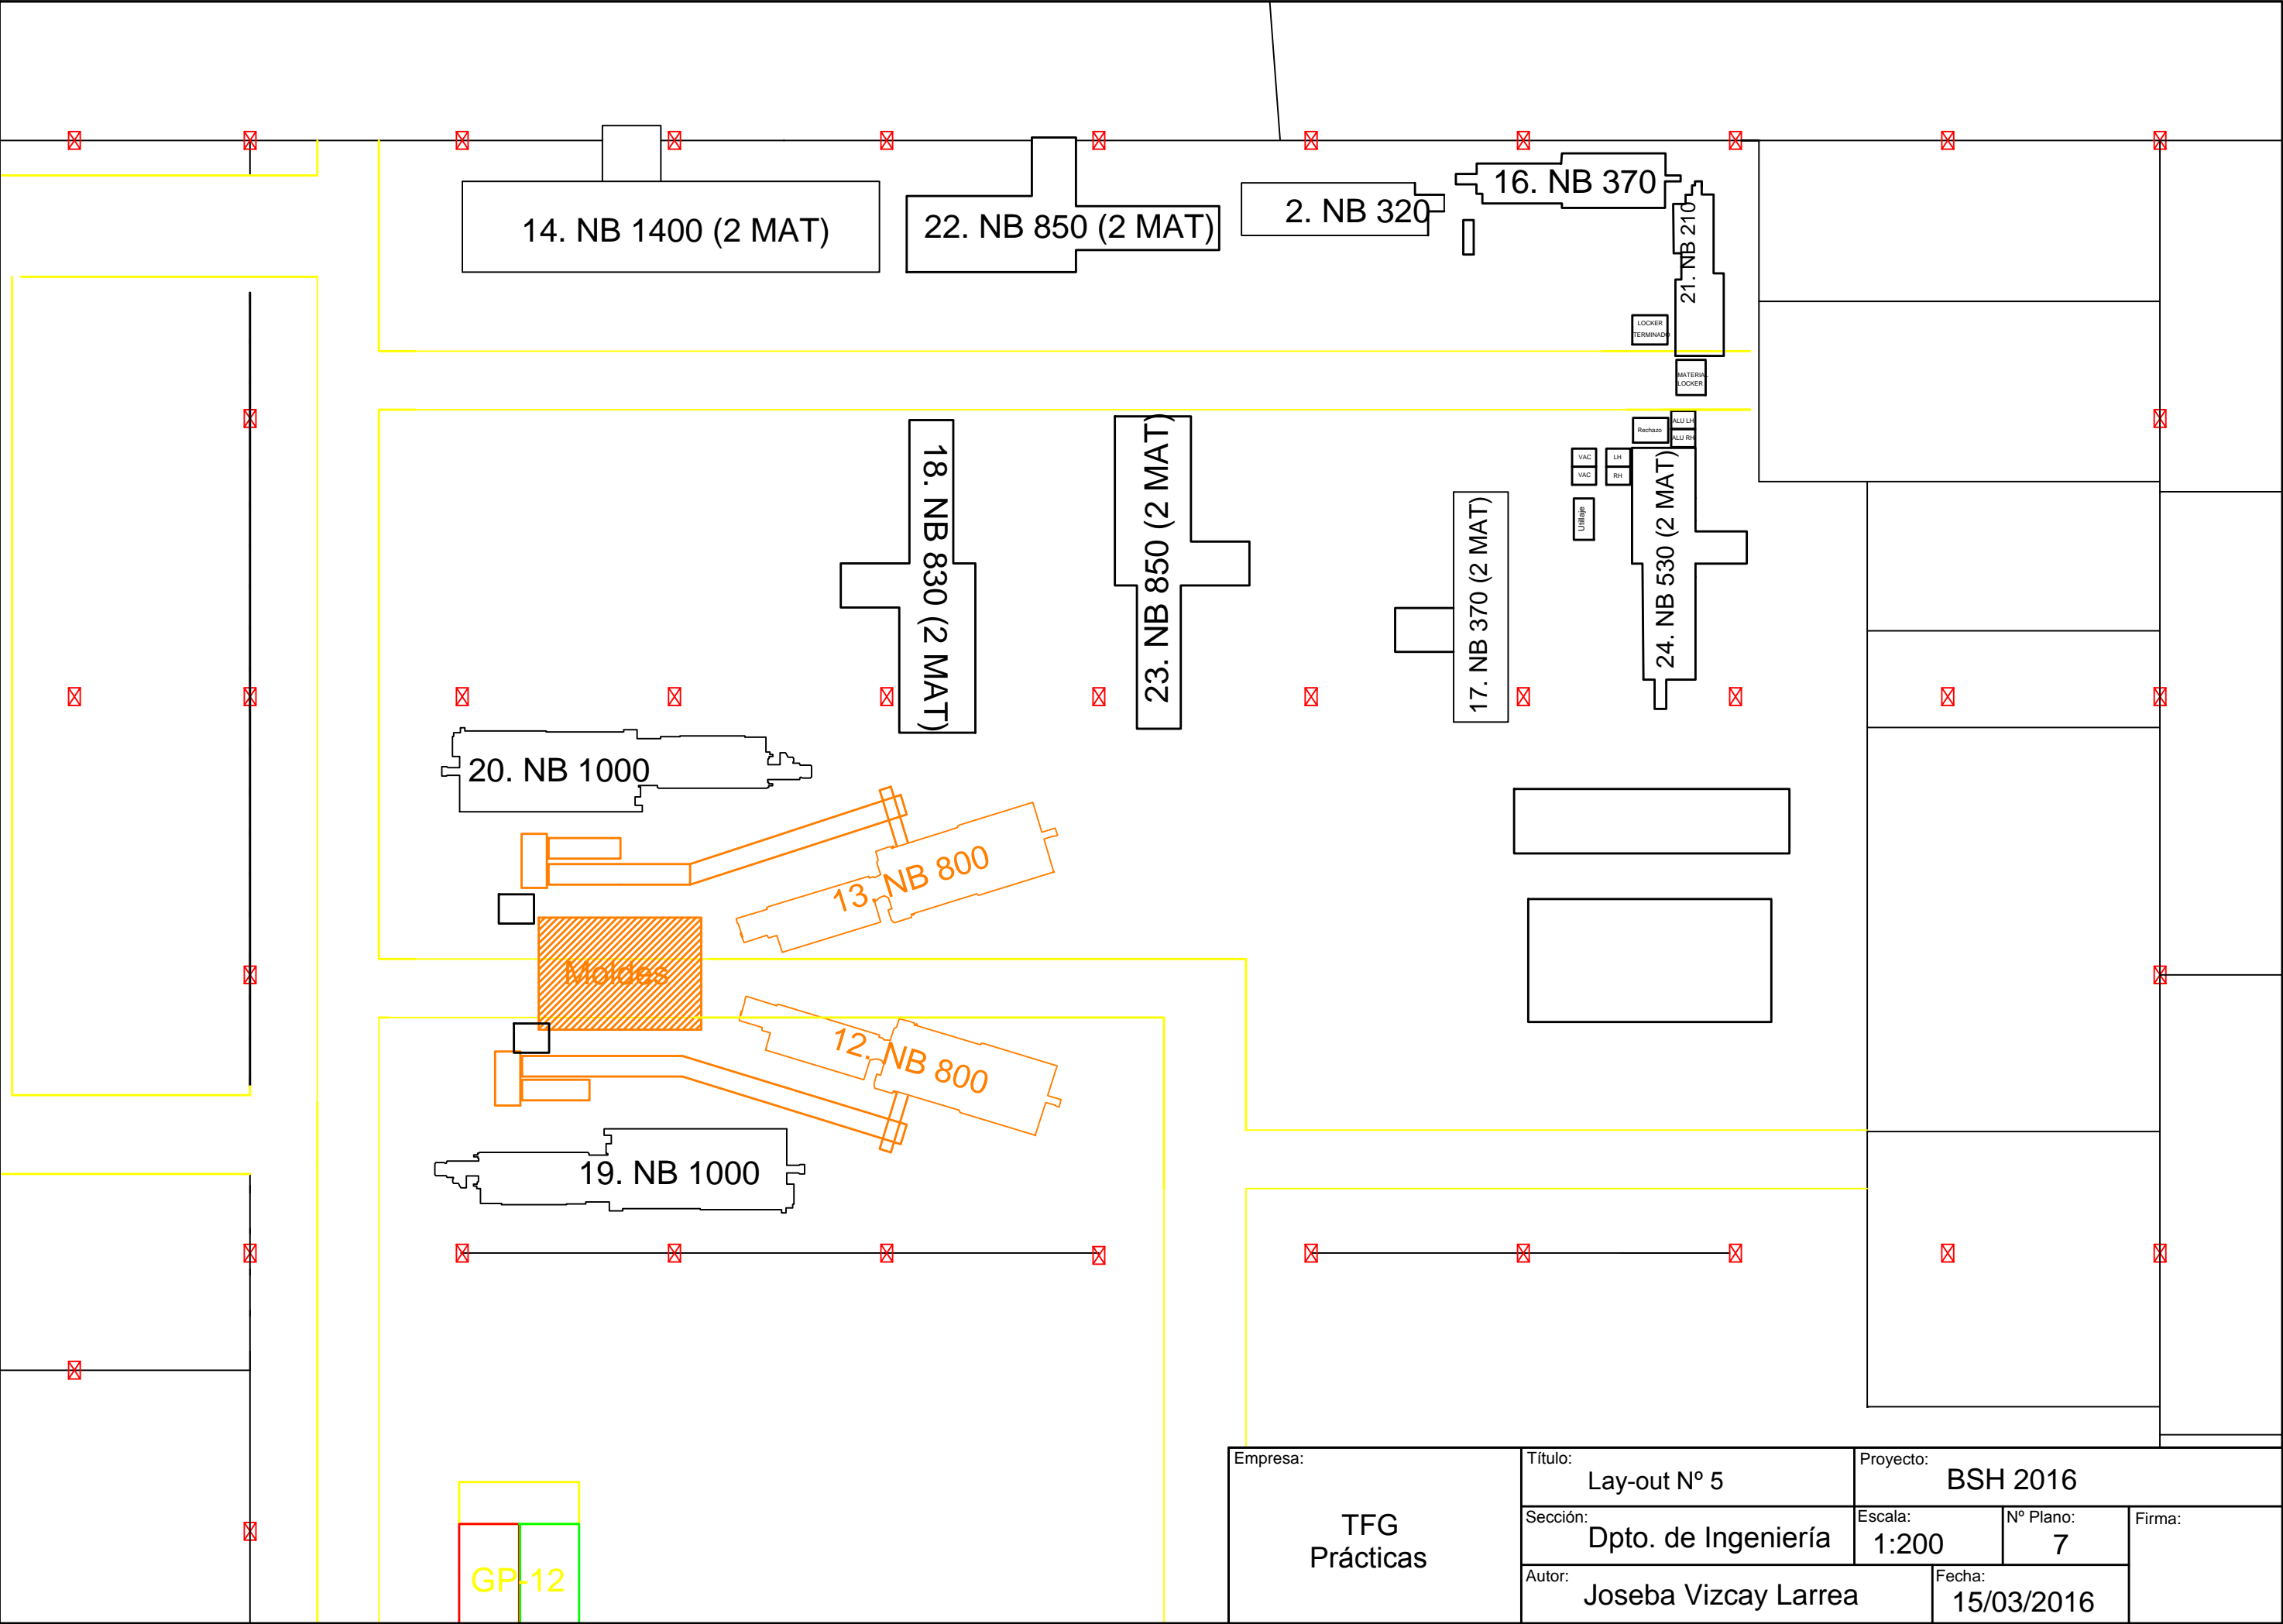 14. NB 1400 (2 MAT)
22. NB 850 (2 MAT)
2. NB 320
16. NB 370
21. NB 210
LOCKER
TERMINADO
MATERIAL
LOCKER
18. NB 830 (2 MAT)
23. NB 850 (2 MAT)
17. NB 370 (2 MAT)
24. NB 530 (2 MAT)
Rechazo
ALU LH
ALU RH
VAC
VAC
LH
RH
Utillaje
20. NB 1000
13. NB 800
Moldes
12. NB 800
19. NB 1000
GP-12
Empresa:
TFG
Prácticas
Título:
Lay-out Nº 5
Proyecto:
BSH 2016
Sección:
Dpto. de Ingeniería
Escala:
1:200
Nº Plano:
7
Firma:
Autor:
Joseba Vizcay Larrea
Fecha:
15/03/2016